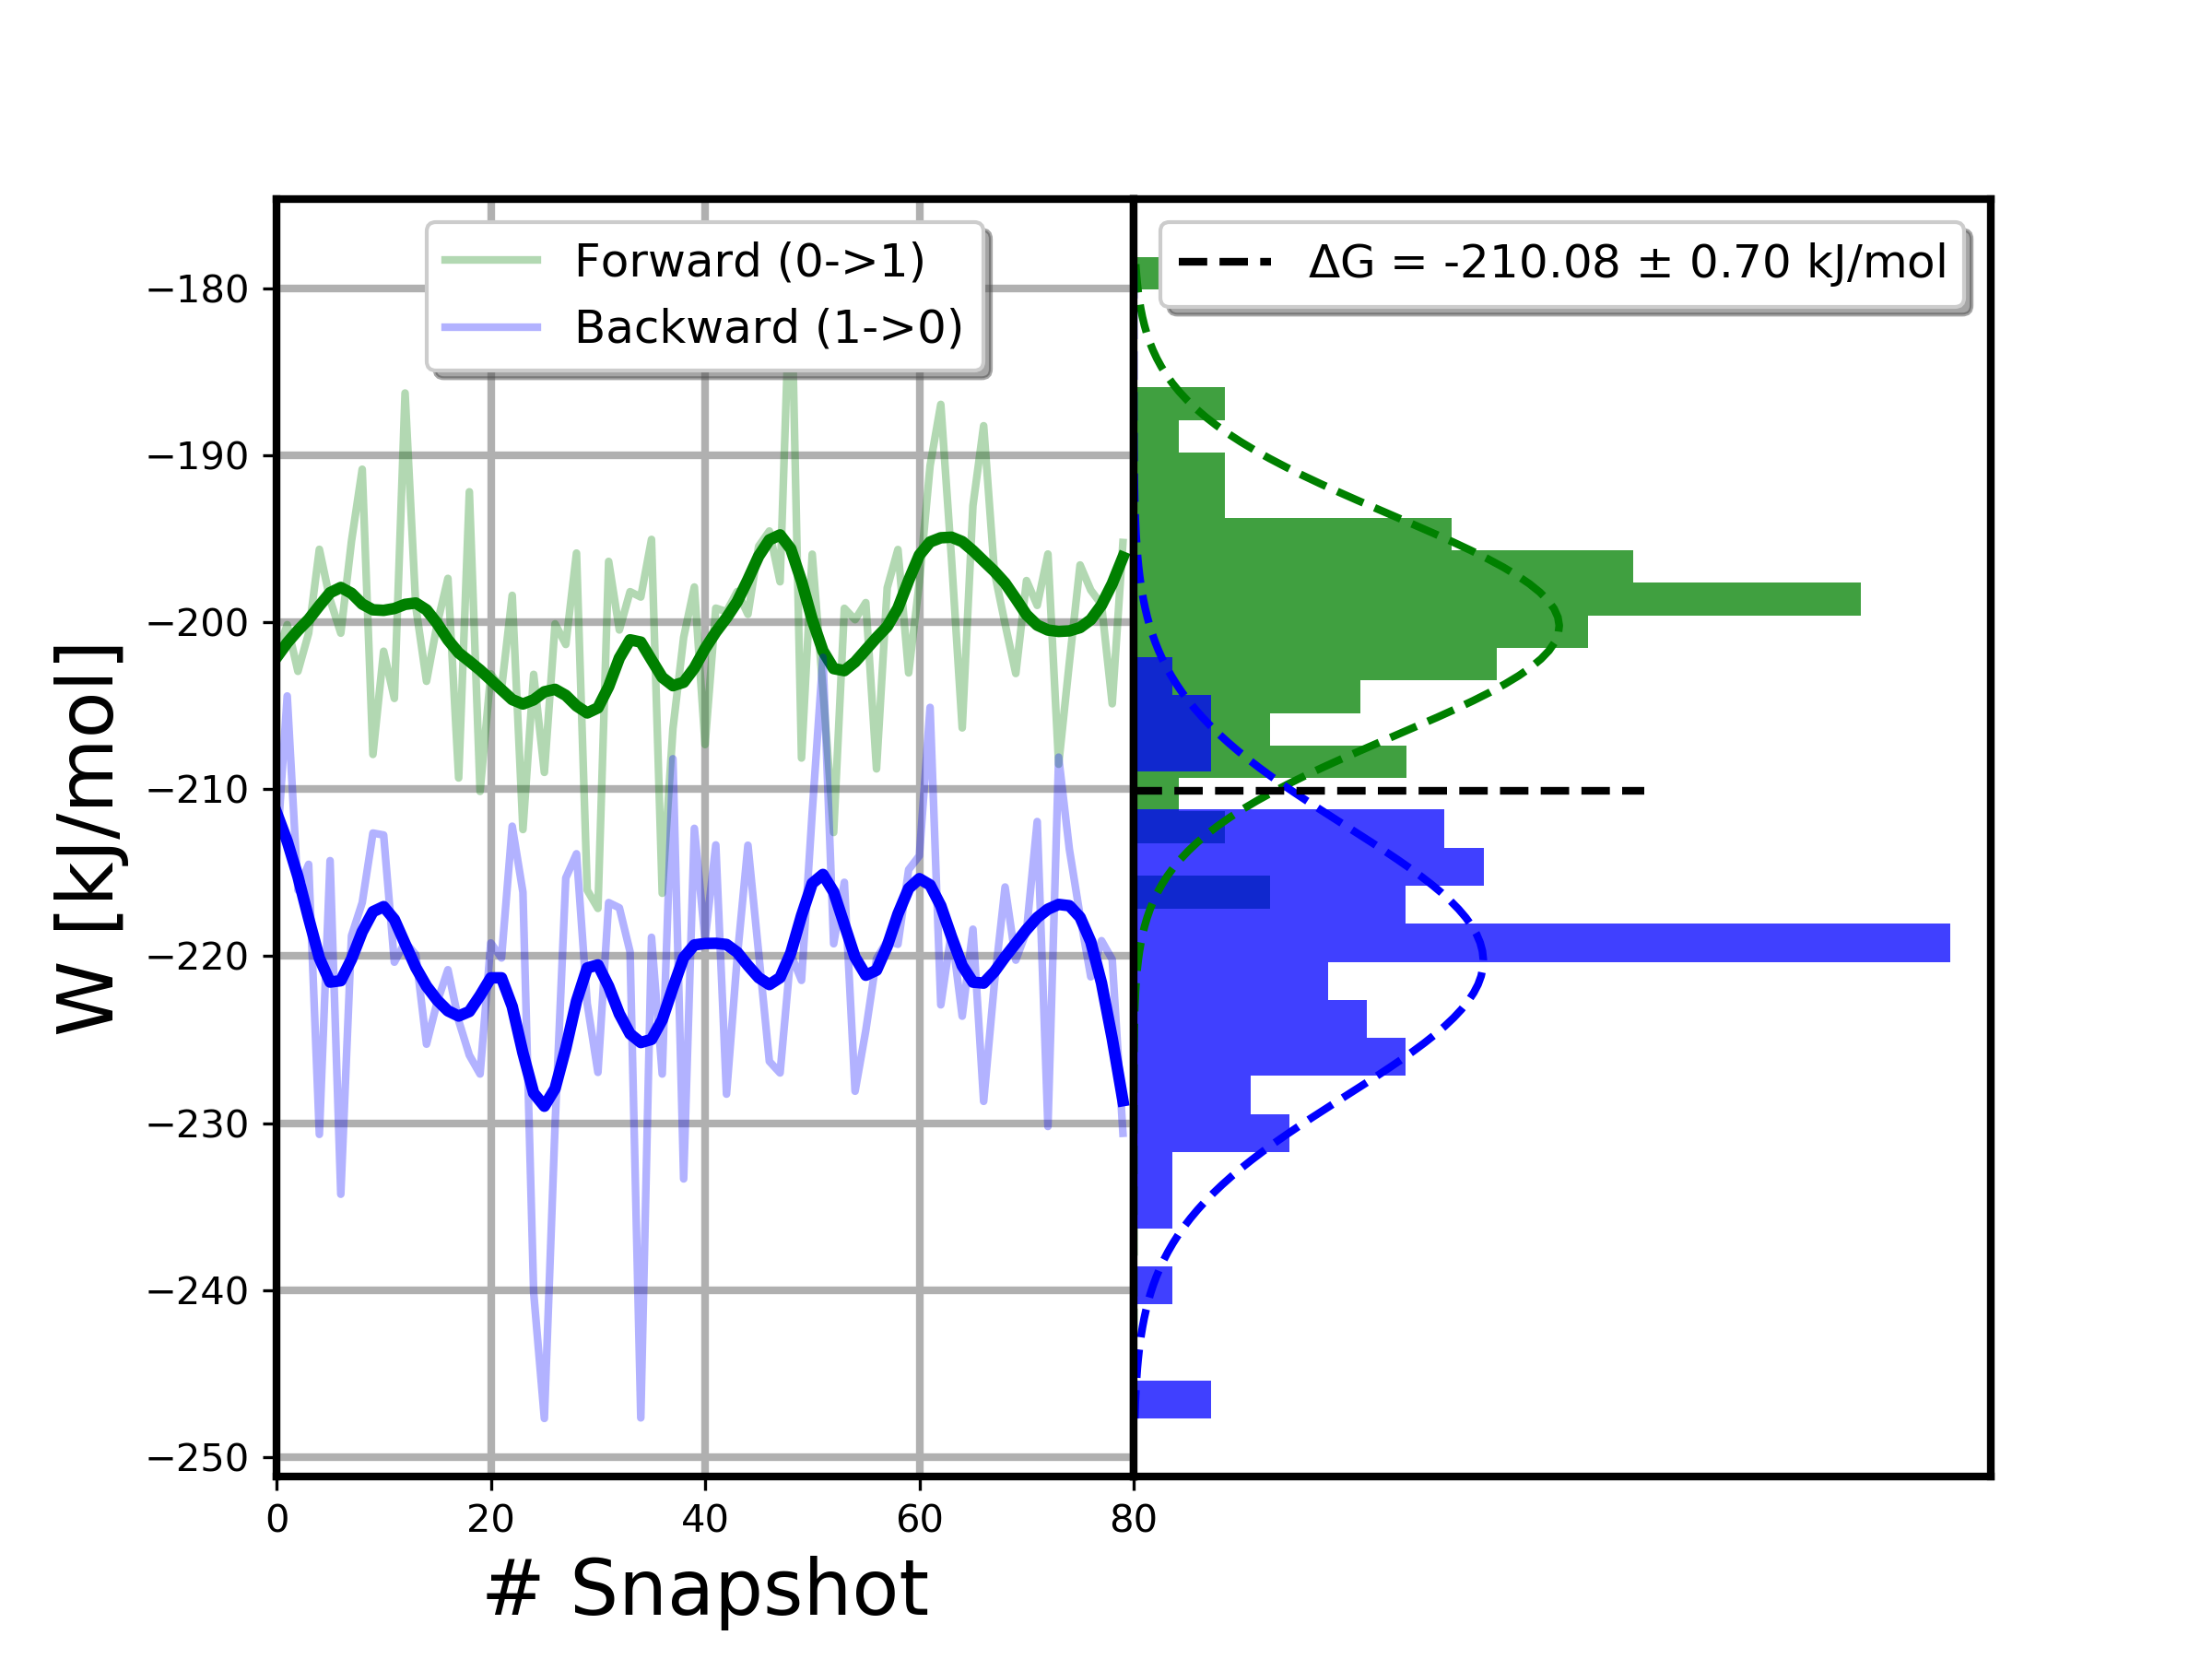 Forward (0->1)
Backward (1->0)
ΔG = -210.08 ± 0.70 kJ/mol
W [kJ/mol]
−180
−190
−200
−210
−220
−230
−240
−250
0 20 40 60 80
# Snapshot